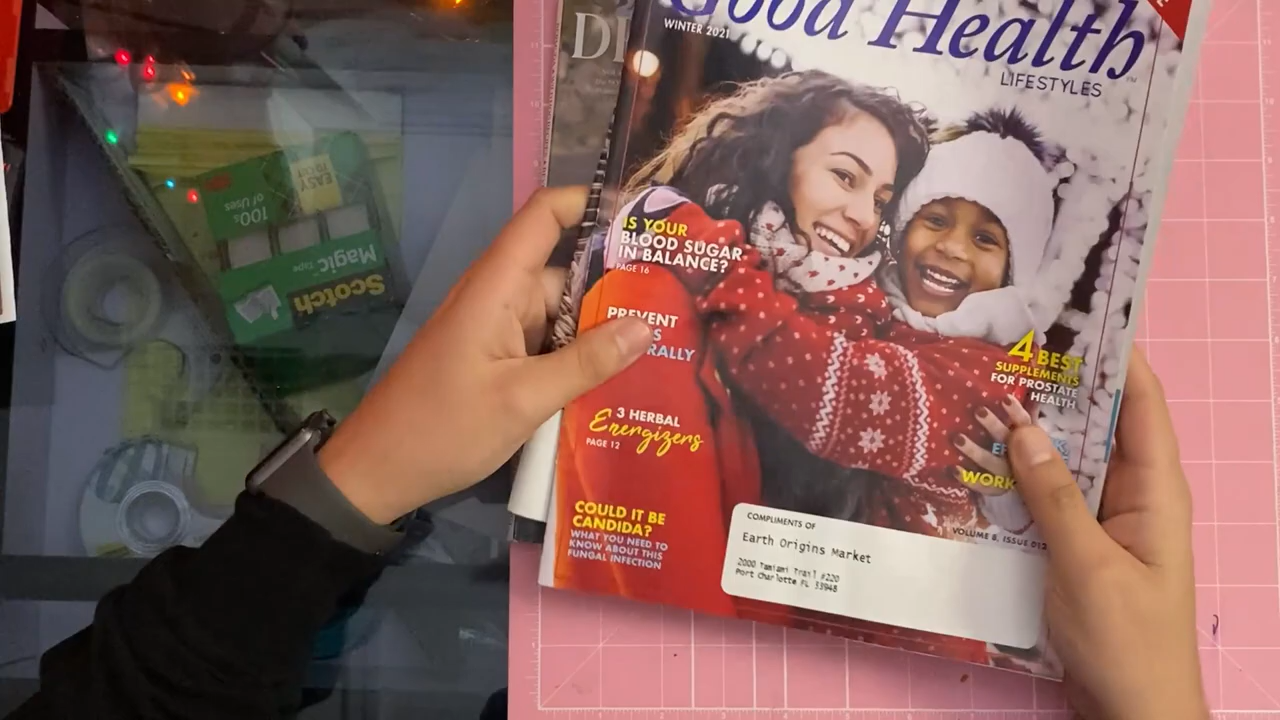 Good Health
LIFESTYLES
WINTER 2021
IS YOUR
BLOOD SUGAR
IN BALANCE?
PAGE 16
PREVENT
3 HERBAL
Energizers
PAGE 12
COULD IT BE
CANDIDA?
WHAT YOU NEED TO
KNOW ABOUT THIS
FUNGAL INFECTION
4 BEST
SUPPLEMENTS
FOR PROSTATE
HEALTH
WORK
VOLUME 8, ISSUE 012
COMPLIMENTS OF
Earth Origins Market
2000 Tamiami Trail #220
Port Charlotte FL 33948
EASY
100s
of Uses
Magic Tape
Scotch